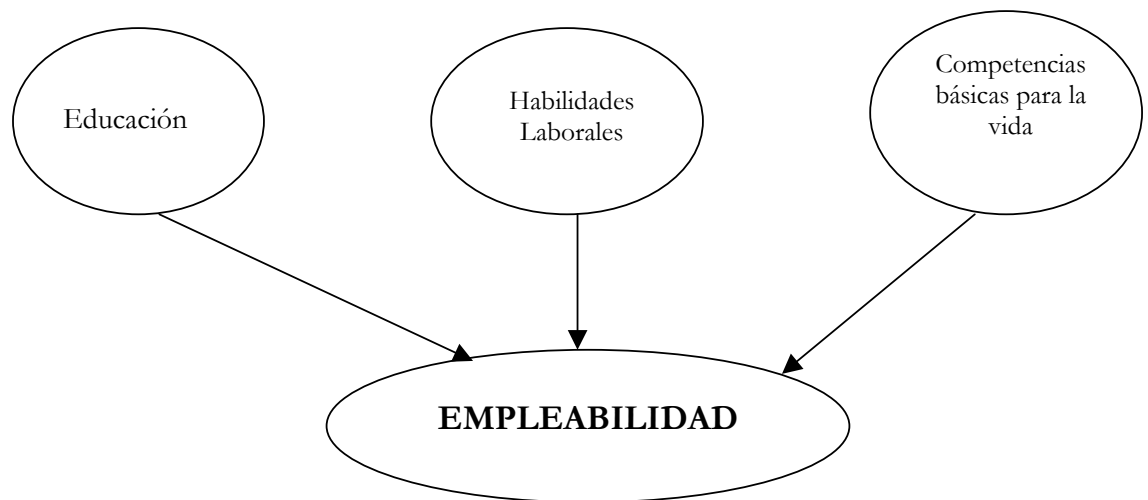 Educación
Habilidades
Laborales
Competencias
básicas para la
vida
EMPLEABILIDAD